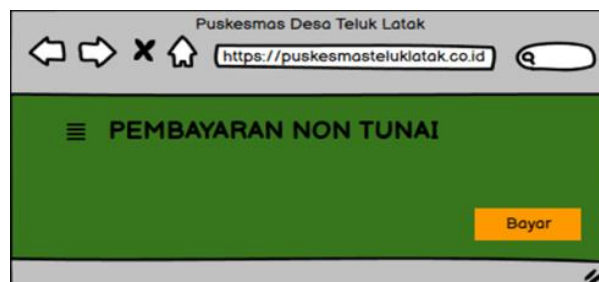 Puskesmas Desa Teluk Latak
https://puskesmasteluklatak.co.id
PEMBAYARAN NON TUNAI
Bayar